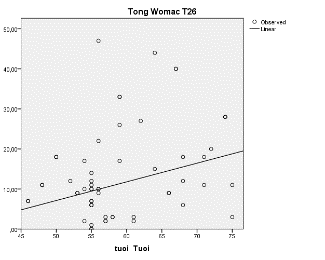 Tong Womac T26
Observed
Linear
50,00
40,00
30,00
20,00
,10,00
,00
45 50 55 60 65 70 75
tuoi Tuoi